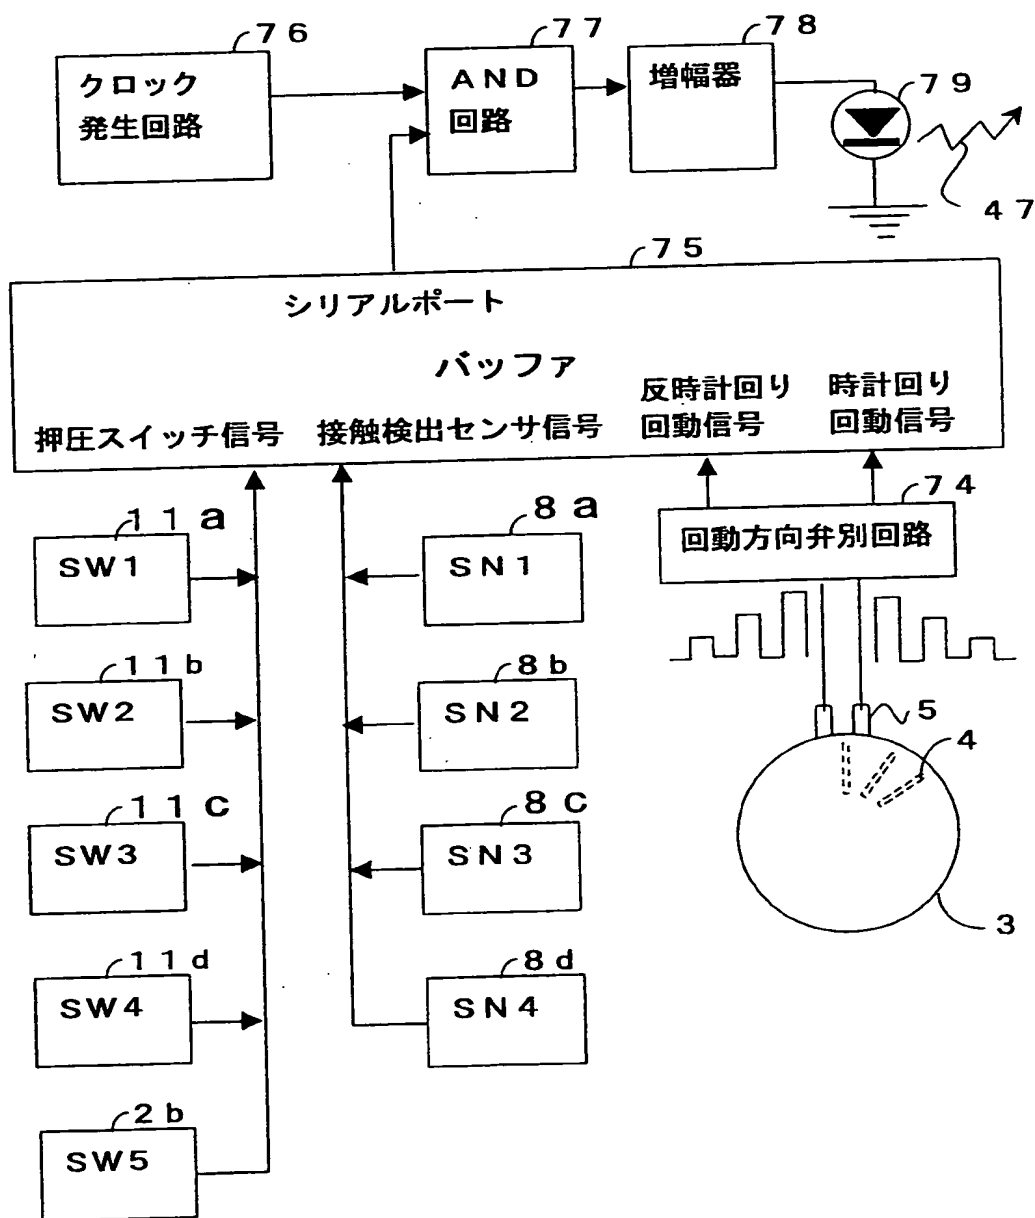 76
77
78
クロック
発生回路
AND
回路
増幅器
79
47
75
シリアルポート
バッファ
反時計回り
回動信号
時計回り
回動信号
押圧スイッチ信号
接触検出センサ信号
74
回動方向弁別回路
11a
SW1
8a
SN1
11b
SW2
8b
SN2
5
4
11c
SW3
8c
SN3
3
11d
SW4
8d
SN4
2b
SW5